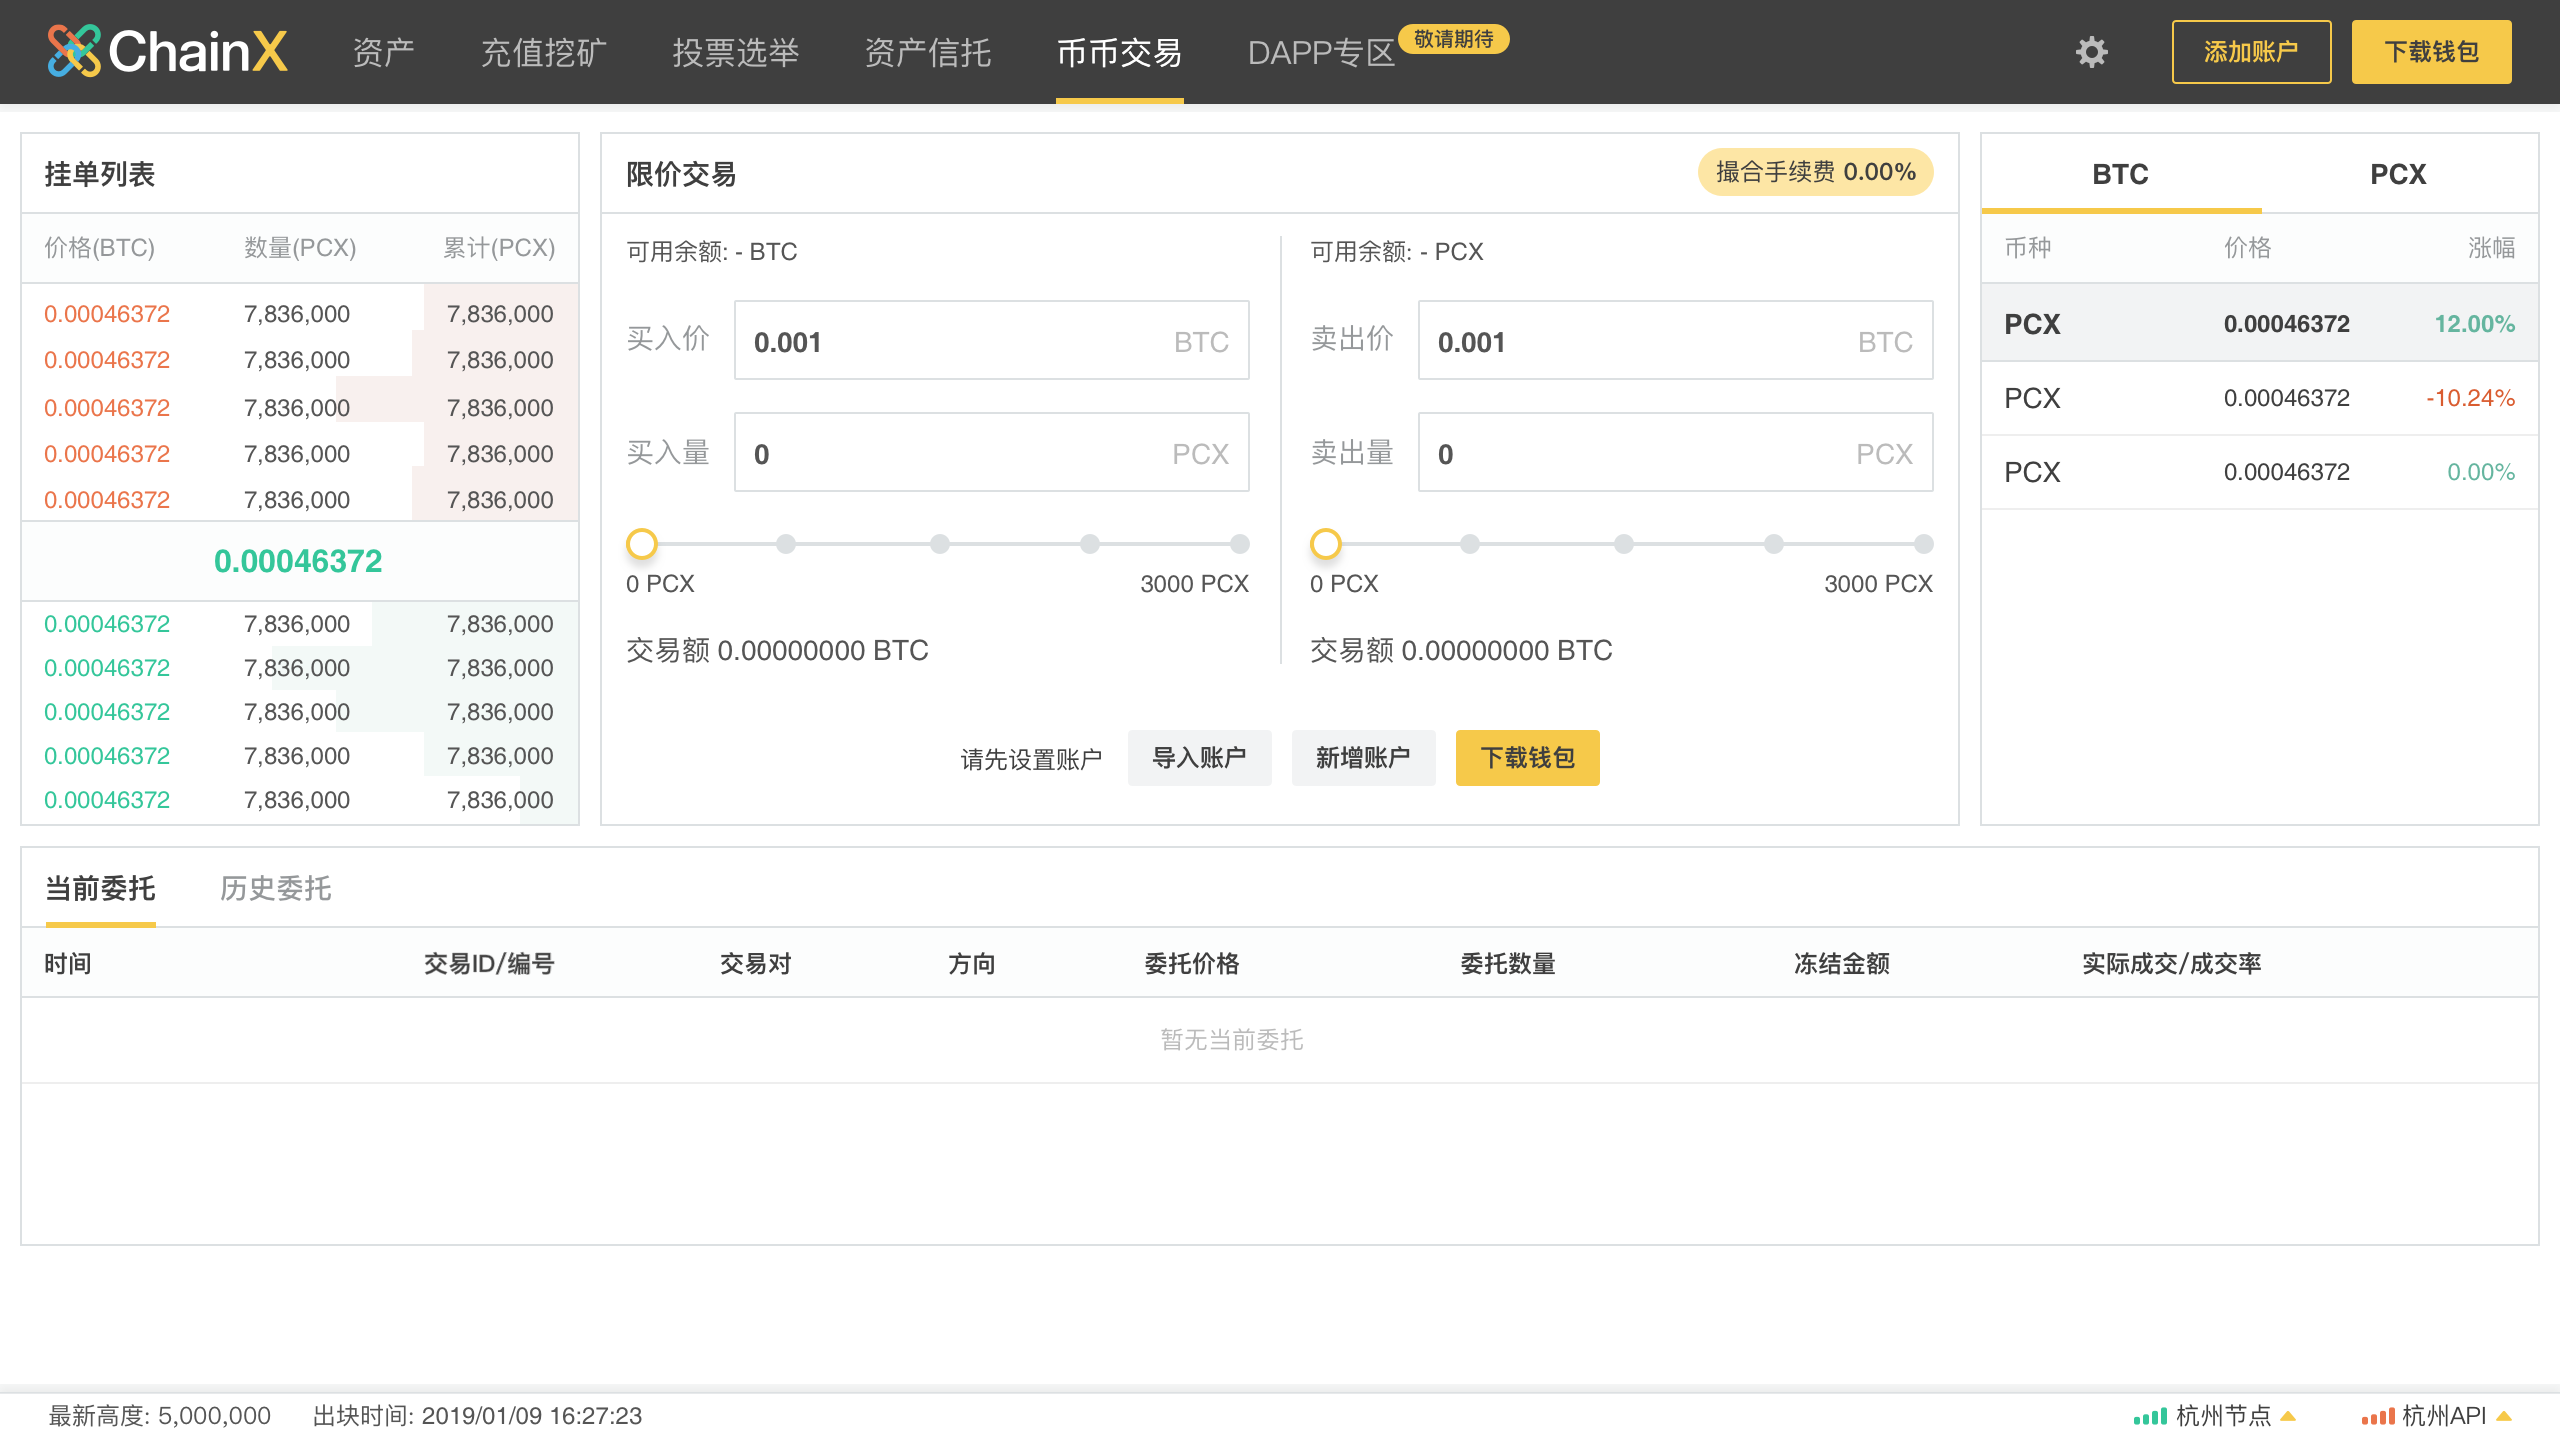 ChainX 资产 充值挖矿 投票选举 资产信托 币币交易 DAPP专区 敬请期待 添加账户 下载钱包
挂单列表
价格(BTC) 数量(PCX) 累计(PCX)
0.00046372 7,836,000 7,836,000
0.00046372 7,836,000 7,836,000
0.00046372 7,836,000 7,836,000
0.00046372 7,836,000 7,836,000
0.00046372 7,836,000 7,836,000
0.00046372
0.00046372 7,836,000 7,836,000
0.00046372 7,836,000 7,836,000
0.00046372 7,836,000 7,836,000
0.00046372 7,836,000 7,836,000
0.00046372 7,836,000 7,836,000
限价交易 撮合手续费 0.00%
可用余额: - BTC
买入价 0.001 BTC
买入量 0 PCX
0 PCX 3000 PCX
交易额 0.00000000 BTC
可用余额: - PCX
卖出价 0.001 BTC
卖出量 0 PCX
0 PCX 3000 PCX
交易额 0.00000000 BTC
请先设置账户 导入账户 新增账户 下载钱包
BTC PCX
币种 价格 涨幅
PCX 0.00046372 12.00%
PCX 0.00046372 -10.24%
PCX 0.00046372 0.00%
当前委托 历史委托
时间 交易ID/编号 交易对 方向 委托价格 委托数量 冻结金额 实际成交/成交率
暂无当前委托
最新高度: 5,000,000 出块时间: 2019/01/09 16:27:23 杭州节点 杭州API